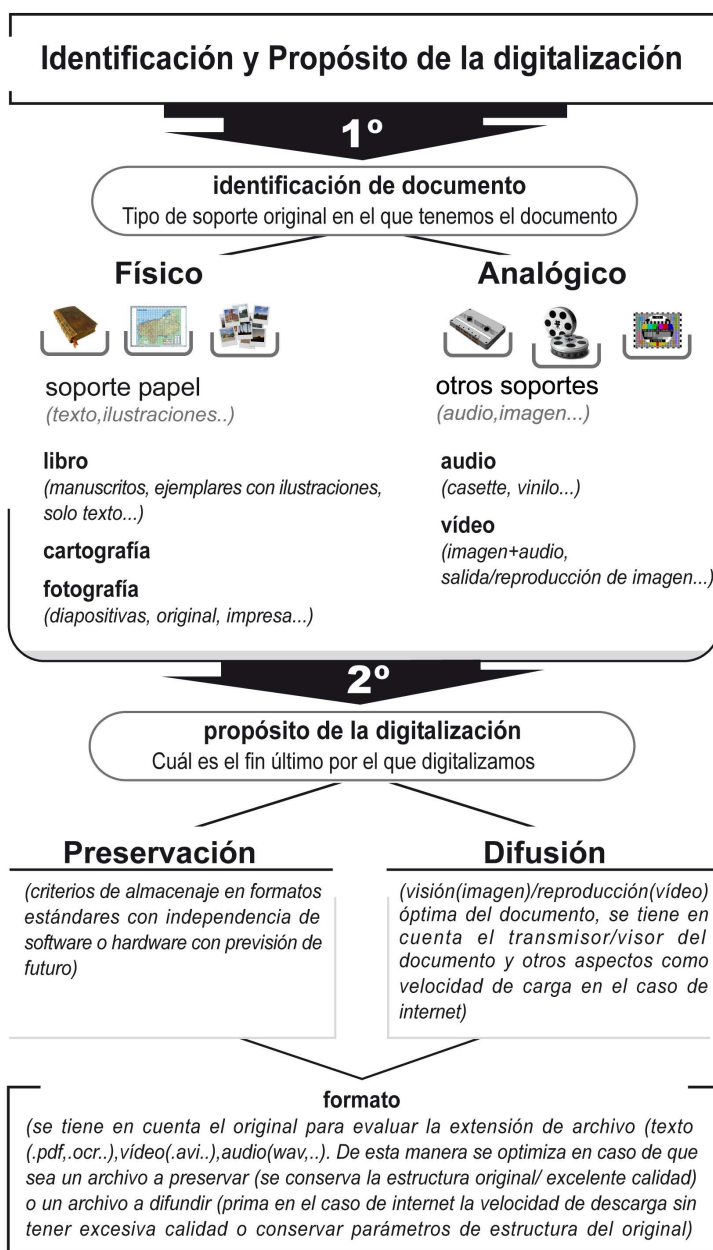 Identificación y Propósito de la digitalización
1º
identificación de documento
Tipo de soporte original en el que tenemos el documento
Físico
soporte papel
(texto,ilustraciones..)
libro
(manuscritos, ejemplares con ilustraciones,
solo texto...)
cartografía
fotografía
(diapositivas, original, impresa...)
Analógico
otros soportes
(audio,imagen...)
audio
(casette, vinilo...)
vídeo
(imagen+audio,
salida/reproducción de imagen...)
2º
propósito de la digitalización
Cuál es el fin último por el que digitalizamos
Preservación
(criterios de almacenaje en formatos
estándares con independencia de
software o hardware con previsión de
futuro)
Difusión
(visión(imagen)/reproducción(vídeo)
óptima del documento, se tiene en
cuenta el transmisor/visor del
documento y otros aspectos como
velocidad de carga en el caso de
internet)
formato
(se tiene en cuenta el original para evaluar la extensión de archivo (texto
(.pdf,.ocr..),vídeo(.avi..),audio(wav,..). De esta manera se optimiza en caso de que
sea un archivo a preservar (se conserva la estructura original/ excelente calidad)
o un archivo a difundir (prima en el caso de internet la velocidad de descarga sin
tener excesiva calidad o conservar parámetros de estructura del original)